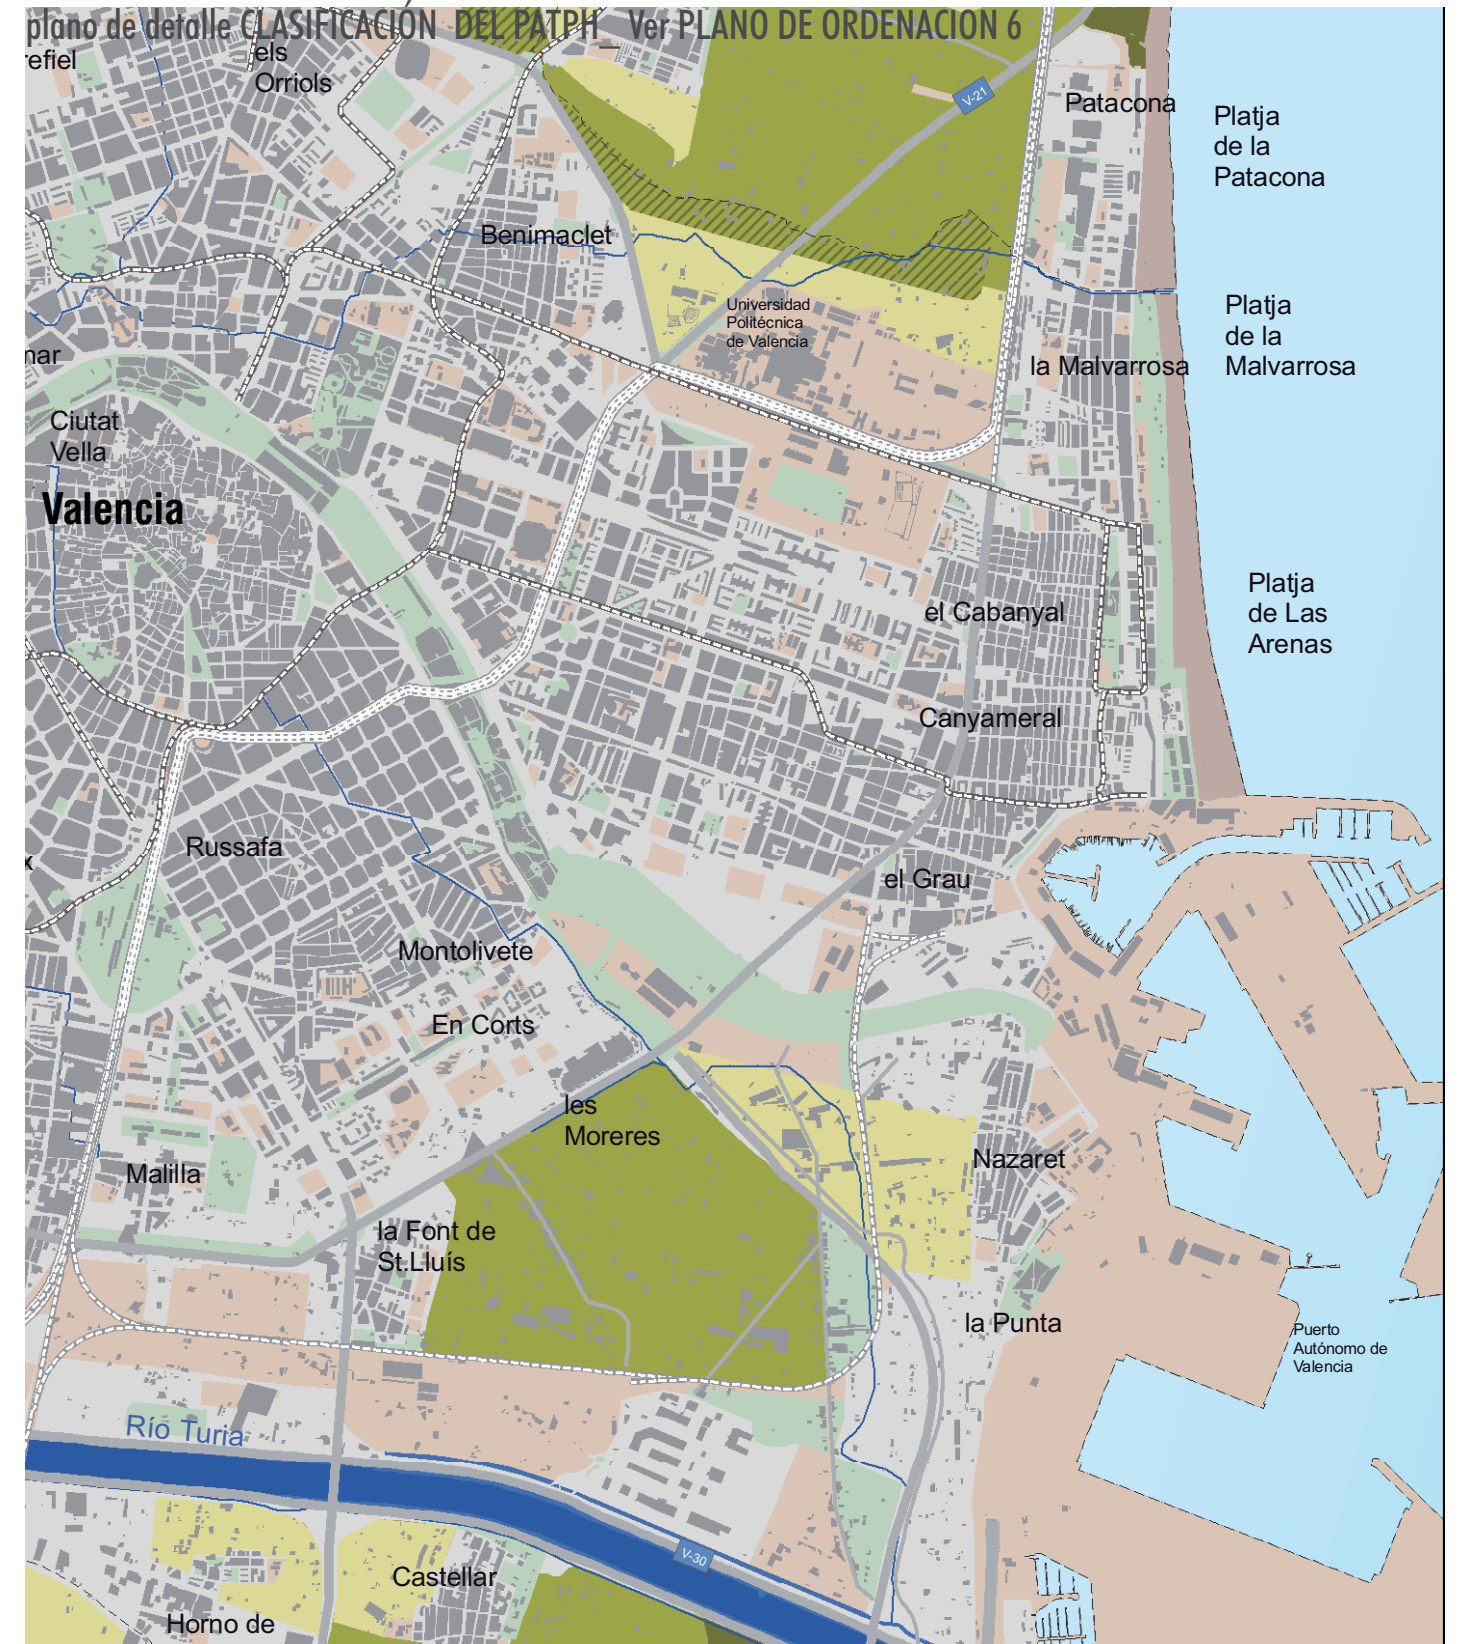 plano de detalle CLASIFICACIÓN DEL PATPH_ Ver PLANO DE ORDENACION 6
refiel
els
Orriols
V-21
Patacona
Platja
de la
Patacona
Benimaclet
Universidad
Politécnica
de Valencia
Platja
de la
Malvarrosa
nar
la Malvarrosa
Ciutat
Vella
Valencia
el Cabanyal
Platja
de Las
Arenas
Canyameral
Russafa
x
el Grau
Montolivete
En Corts
les
Moreres
Malilla
Nazaret
la Font de
St.Lluís
la Punta
Puerto
Autónomo de
Valencia
Río Turia
V-30
Castellar
Horno de